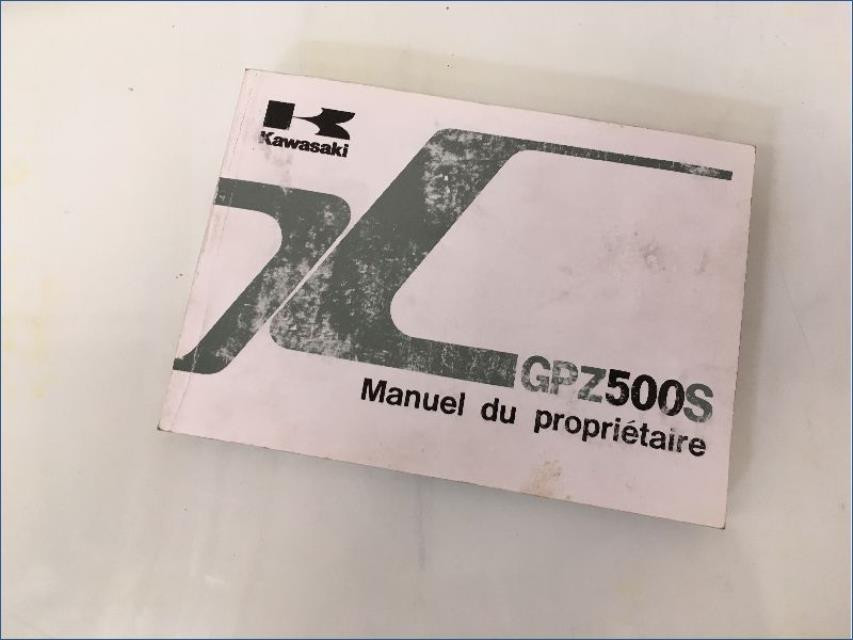 Kawasaki
GPZ500S
Manuel du propriétaire